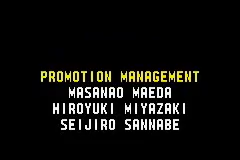 PROMOTION MANAGEMENT
MASANAO MAEDA
HIROYUKI MIYAZAKI
SEIJIRO SANNABE